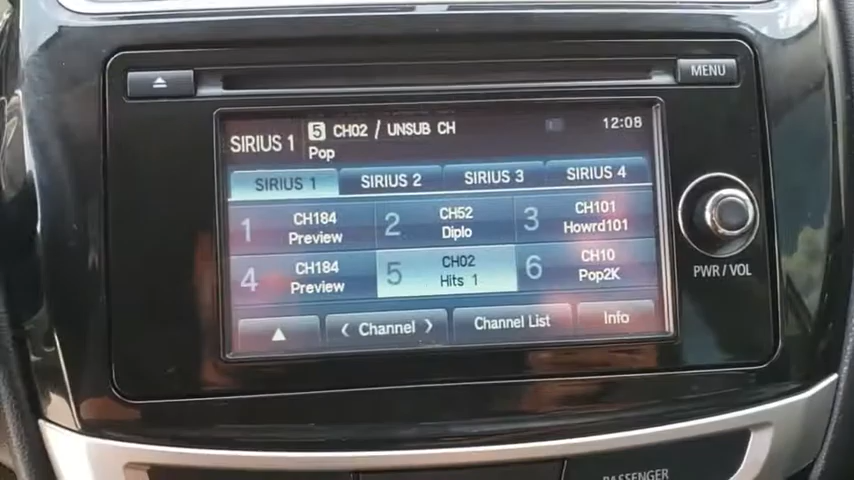 MENU
SIRIUS 1 5 CH02 / UNSUB CH 12:08
Pop
SIRIUS 1 SIRIUS 2 SIRIUS 3 SIRIUS 4
1 CH184 Preview
2 CH52 Diplo
3 CH101 Howrd101
4 CH184 Preview
5 CH02 Hits 1
6 CH10 Pop2K
Channel Channel List Info
PWR / VOL
PASSENGER